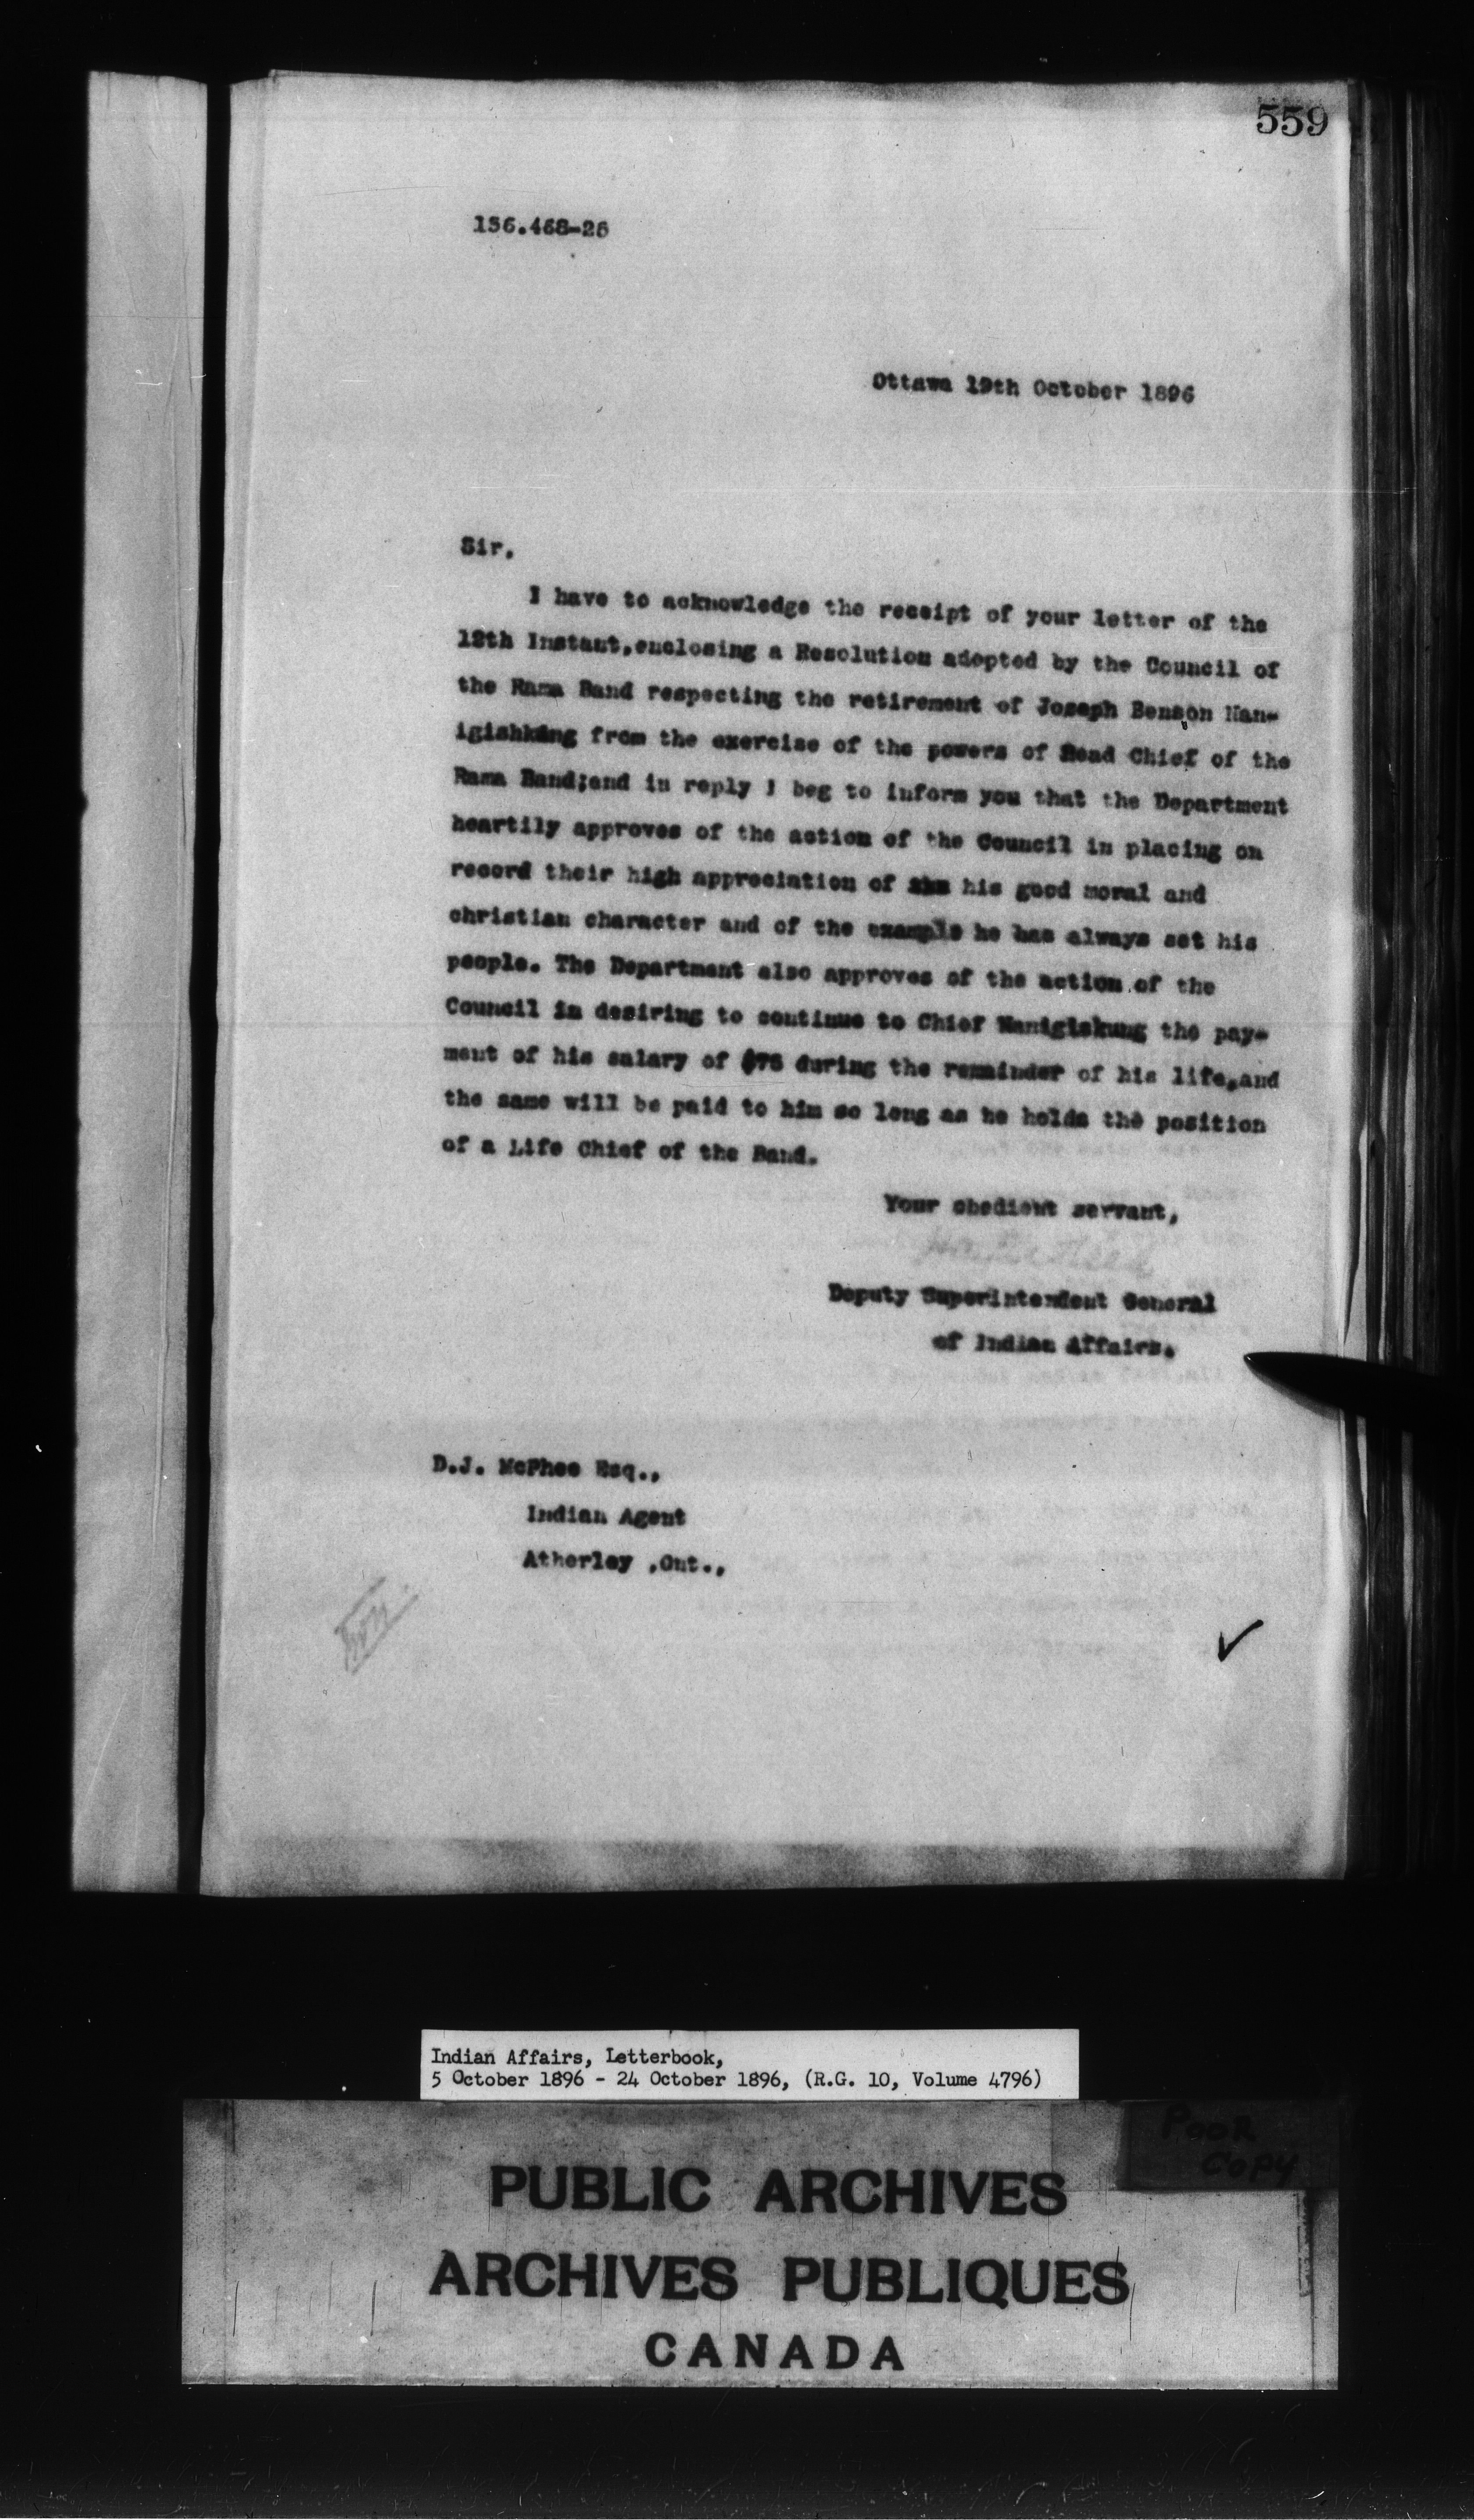 559
156.468-26
Ottawa 19th October 1896
Sir,
I have to acknowledge the receipt of your letter of the
12th Instant,enclosing a Resolution adopted by the Council of
the Rama Band respecting the retirement of Joseph Benson Nan-
igishkung from the exercise of the powers of Head Chief of the
Rama Band;and in reply I beg to inform you that the Department
heartily approves of the action of the Council in placing on
record their high appreciation of his good moral and
christian character and of the example he has always set his
people. The Department also approves of the action of the
Council in desiring to continue to Chief Nanigiskung the pay-
ment of his salary of $75 during the remainder of his life,and
the same will be paid to him so long as he holds the position
of a Life Chief of the Band.
Your obedient servant,
Hayter Reed
Deputy Superintendent General
of Indian Affairs.
D.J. McPhee Esq.,
Indian Agent
Atherley ,Ont.,
Indian Affairs, Letterbook,
5 October 1896 - 24 October 1896, (R.G. 10, Volume 4796)
Poor
Copy
PUBLIC ARCHIVES
ARCHIVES PUBLIQUES
CANADA